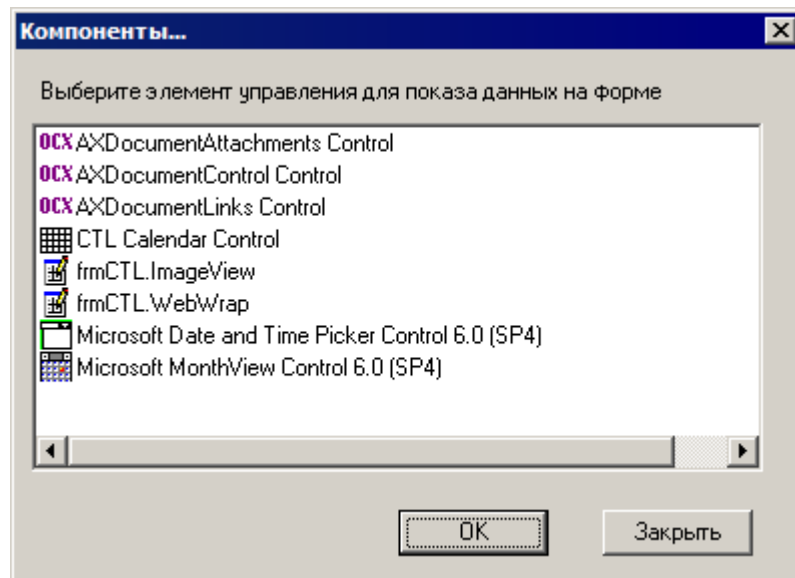 Компоненты...
Выберите элемент управления для показа данных на форме
OCX AXDocumentAttachments Control
OCX AXDocumentControl Control
OCX AXDocumentLinks Control
CTL Calendar Control
frmCTL.ImageView
frmCTL.WebWrap
Microsoft Date and Time Picker Control 6.0 (SP4)
Microsoft MonthView Control 6.0 (SP4)
OK Закрыть